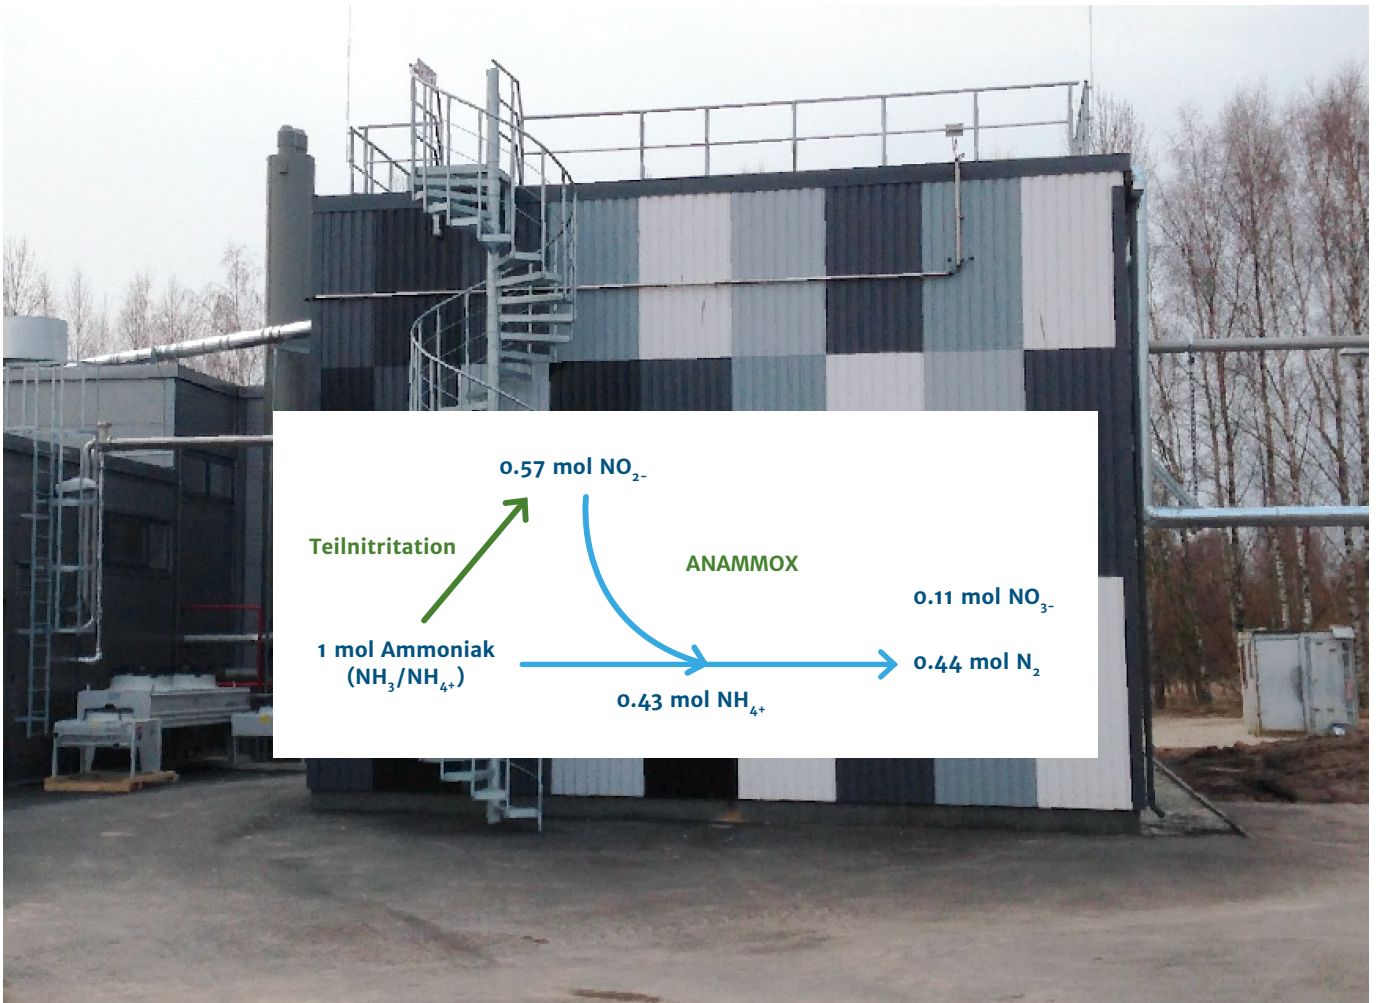 0.57 mol NO₂₋
Teilnitritation
ANAMMOX
0.11 mol NO₃₋
1 mol Ammoniak
(NH₃/NH₄₊)
0.44 mol N₂
0.43 mol NH₄₊